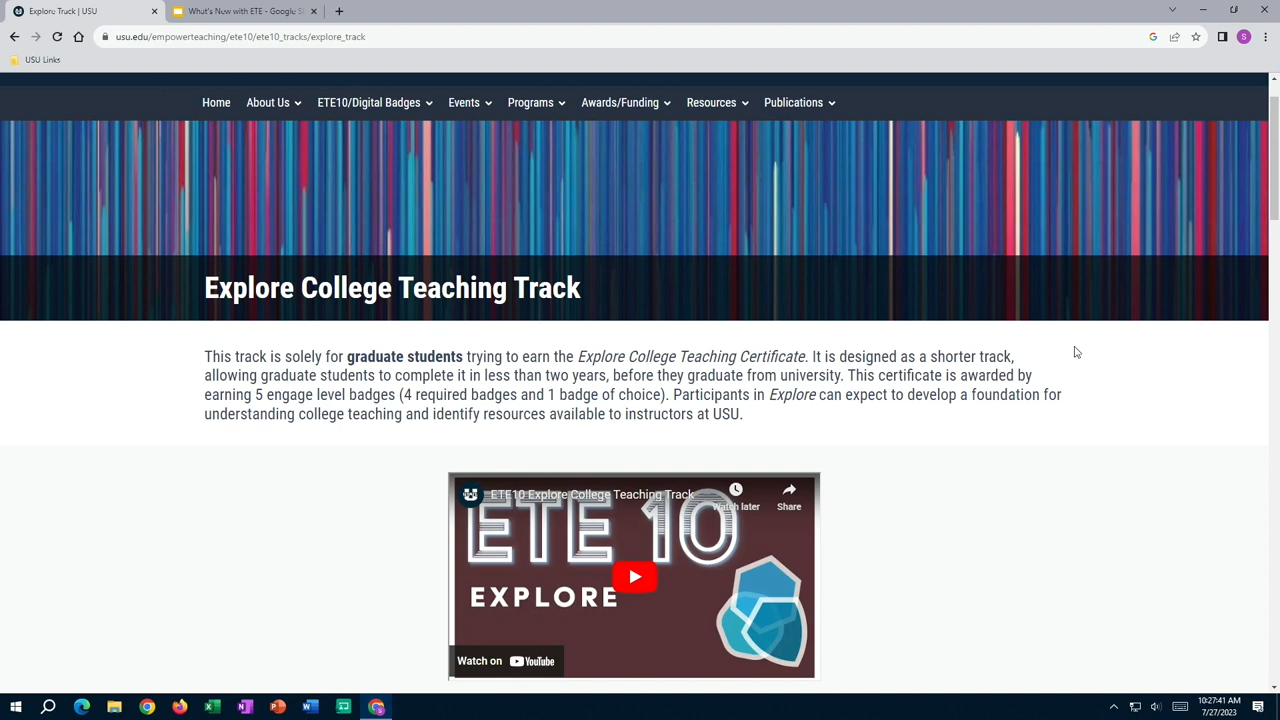 Explore Track | USU
What's New with ETE - Google S
usu.edu/empowerteaching/ete10/ete10_tracks/explore_track
S
USU Links
Home About Us ETE10/Digital Badges Events Programs Awards/Funding Resources Publications
Explore College Teaching Track
This track is solely for graduate students trying to earn the Explore College Teaching Certificate. It is designed as a shorter track,
allowing graduate students to complete it in less than two years, before they graduate from university. This certificate is awarded by
earning 5 engage level badges (4 required badges and 1 badge of choice). Participants in Explore can expect to develop a foundation for
understanding college teaching and identify resources available to instructors at USU.
ETE10 Explore College Teaching Track
Watch later Share
ETE 10
EXPLORE
Watch on YouTube
10:27:41 AM
7/27/2023